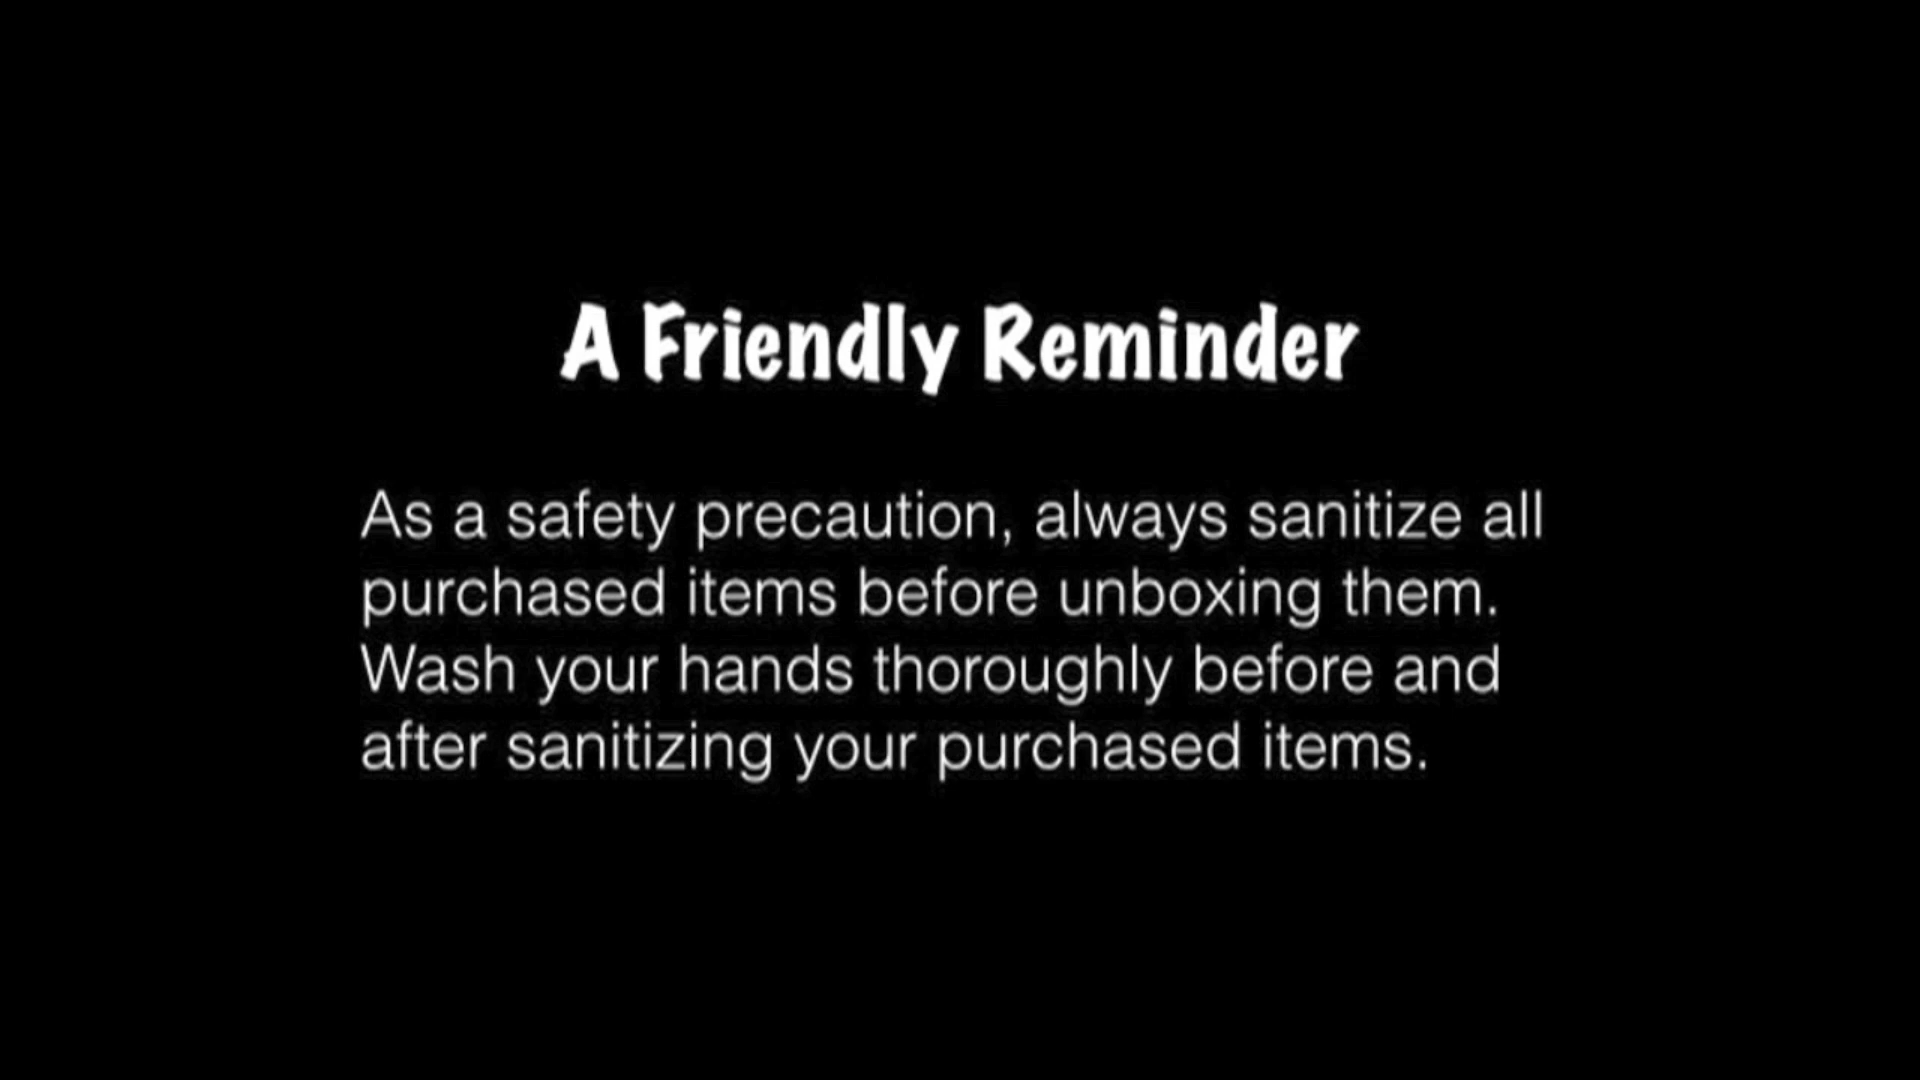 A Friendly Reminder
As a safety precaution, always sanitize all
purchased items before unboxing them.
Wash your hands thoroughly before and
after sanitizing your purchased items.